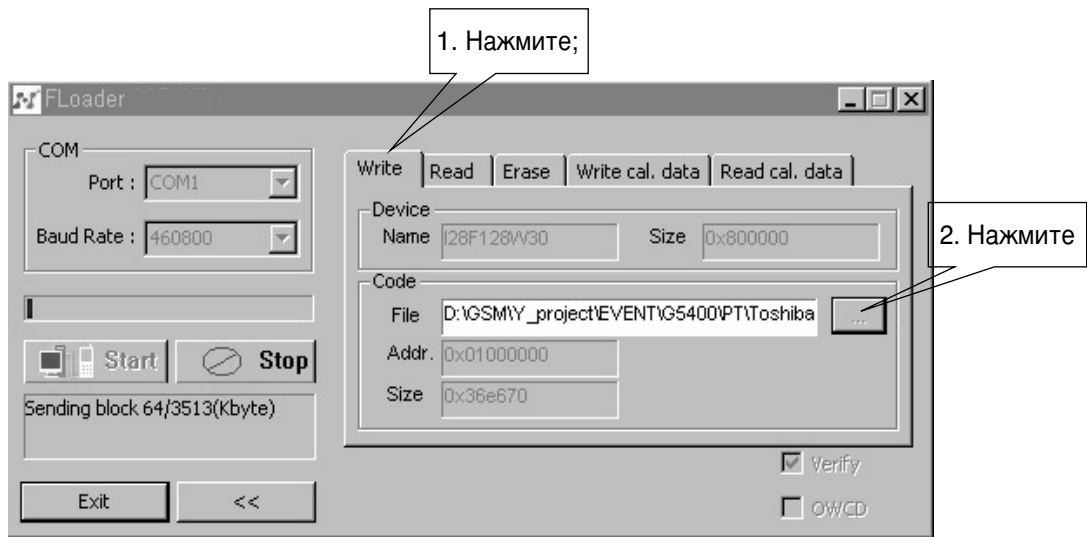 1. Нажмите;
FLoader
COM
Port :
COM1
Baud Rate :
460800
Start
Stop
Sending block 64/3513(Kbyte)
Exit
<<
Write
Read
Erase
Write cal. data
Read cal. data
Device
Name
I28F128W30
Size
0x800000
Code
File
D:\GSM\Y_project\EVENT\G5400\PT\Toshiba
...
2. Нажмите
Addr.
0x01000000
Size
0x36e670
Verify
OWCD